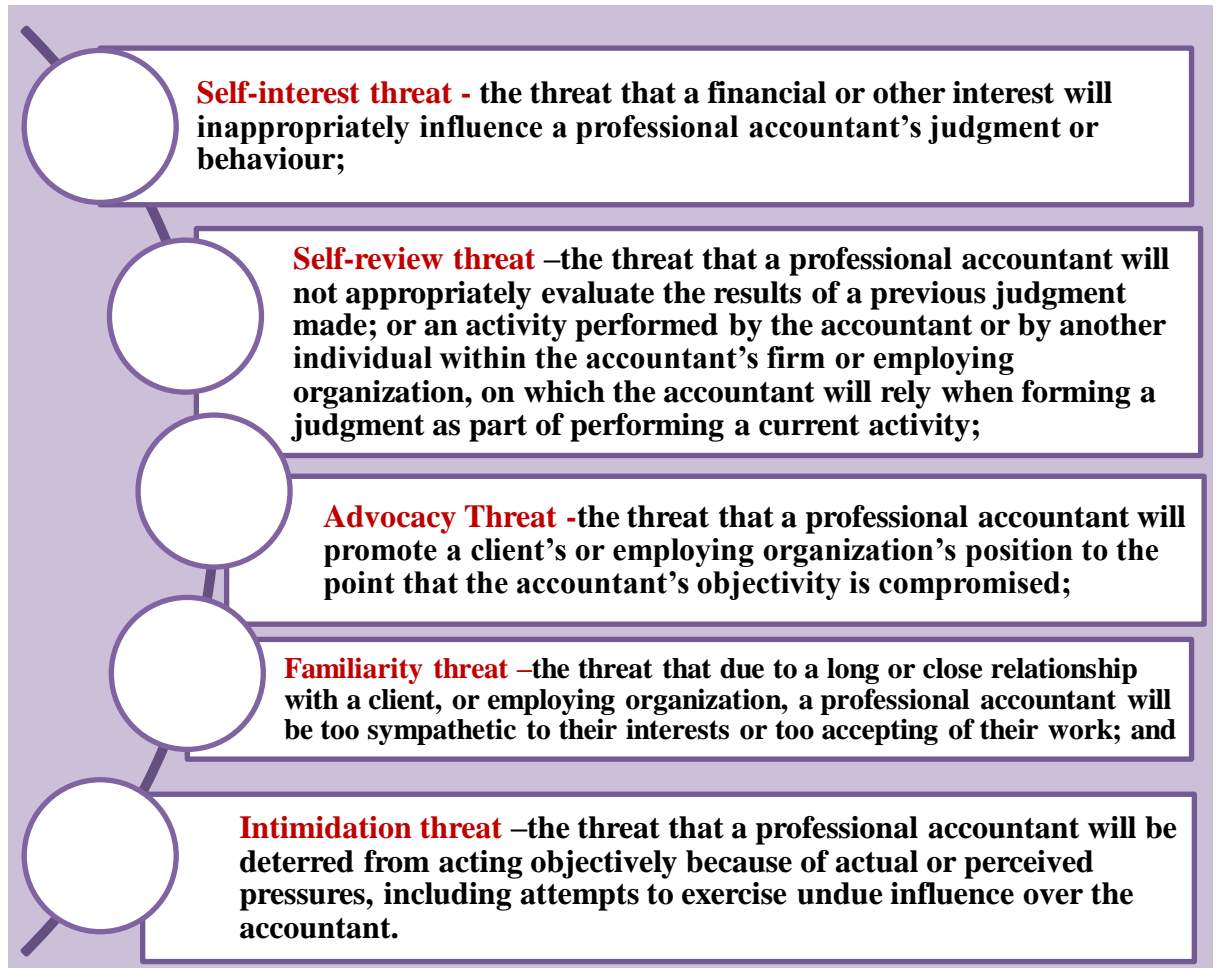 Self-interest threat - the threat that a financial or other interest will
inappropriately influence a professional accountant’s judgment or
behaviour;
Self-review threat –the threat that a professional accountant will
not appropriately evaluate the results of a previous judgment
made; or an activity performed by the accountant or by another
individual within the accountant’s firm or employing
organization, on which the accountant will rely when forming a
judgment as part of performing a current activity;
Advocacy Threat -the threat that a professional accountant will
promote a client’s or employing organization’s position to the
point that the accountant’s objectivity is compromised;
Familiarity threat –the threat that due to a long or close relationship
with a client, or employing organization, a professional accountant will
be too sympathetic to their interests or too accepting of their work; and
Intimidation threat –the threat that a professional accountant will be
deterred from acting objectively because of actual or perceived
pressures, including attempts to exercise undue influence over the
accountant.